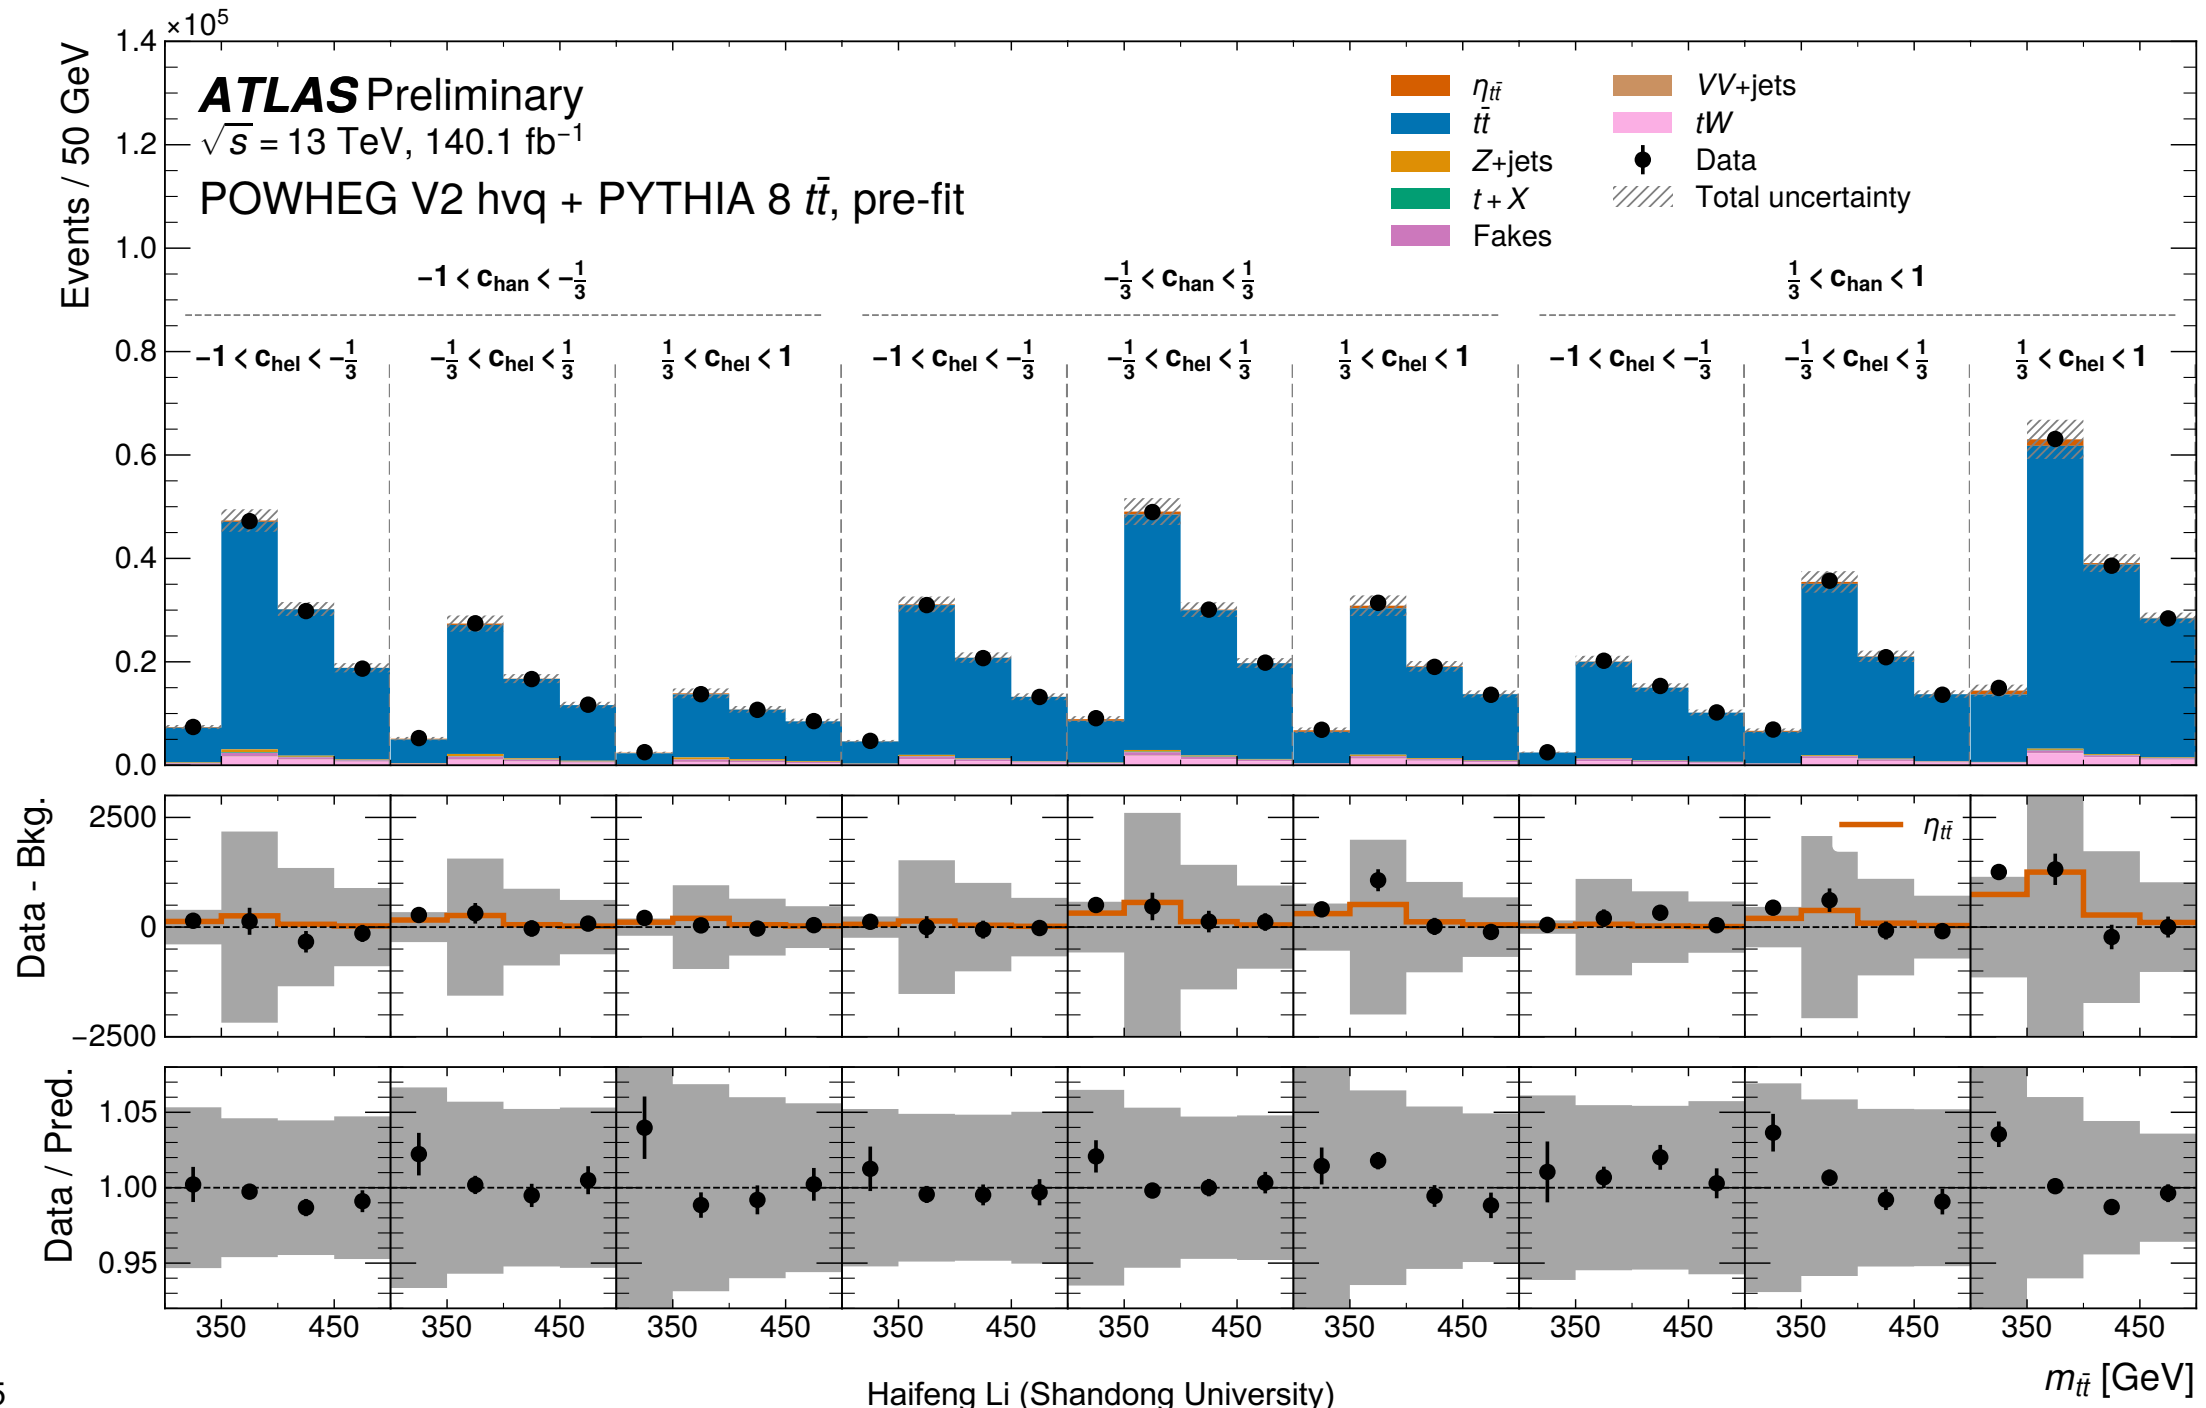 ×10⁵
Events / 50 GeV
1.4
1.2
1.0
0.8
0.6
0.4
0.2
0.0
ATLAS Preliminary
√s = 13 TeV, 140.1 fb⁻¹
POWHEG V2 hvq + PYTHIA 8 tt̄, pre-fit
η_tt̄
tt̄
Z+jets
t + X
Fakes
VV+jets
tW
Data
Total uncertainty
−1 < c_han < −1/3
−1/3 < c_han < 1/3
1/3 < c_han < 1
−1 < c_hel < −1/3
−1/3 < c_hel < 1/3
1/3 < c_hel < 1
−1 < c_hel < −1/3
−1/3 < c_hel < 1/3
1/3 < c_hel < 1
−1 < c_hel < −1/3
−1/3 < c_hel < 1/3
1/3 < c_hel < 1
Data - Bkg.
2500
0
−2500
η_tt̄
Data / Pred.
1.05
1.00
0.95
350 450 350 450 350 450 350 450 350 450 350 450 350 450 350 450 350 450
m_tt̄ [GeV]
Haifeng Li (Shandong University)